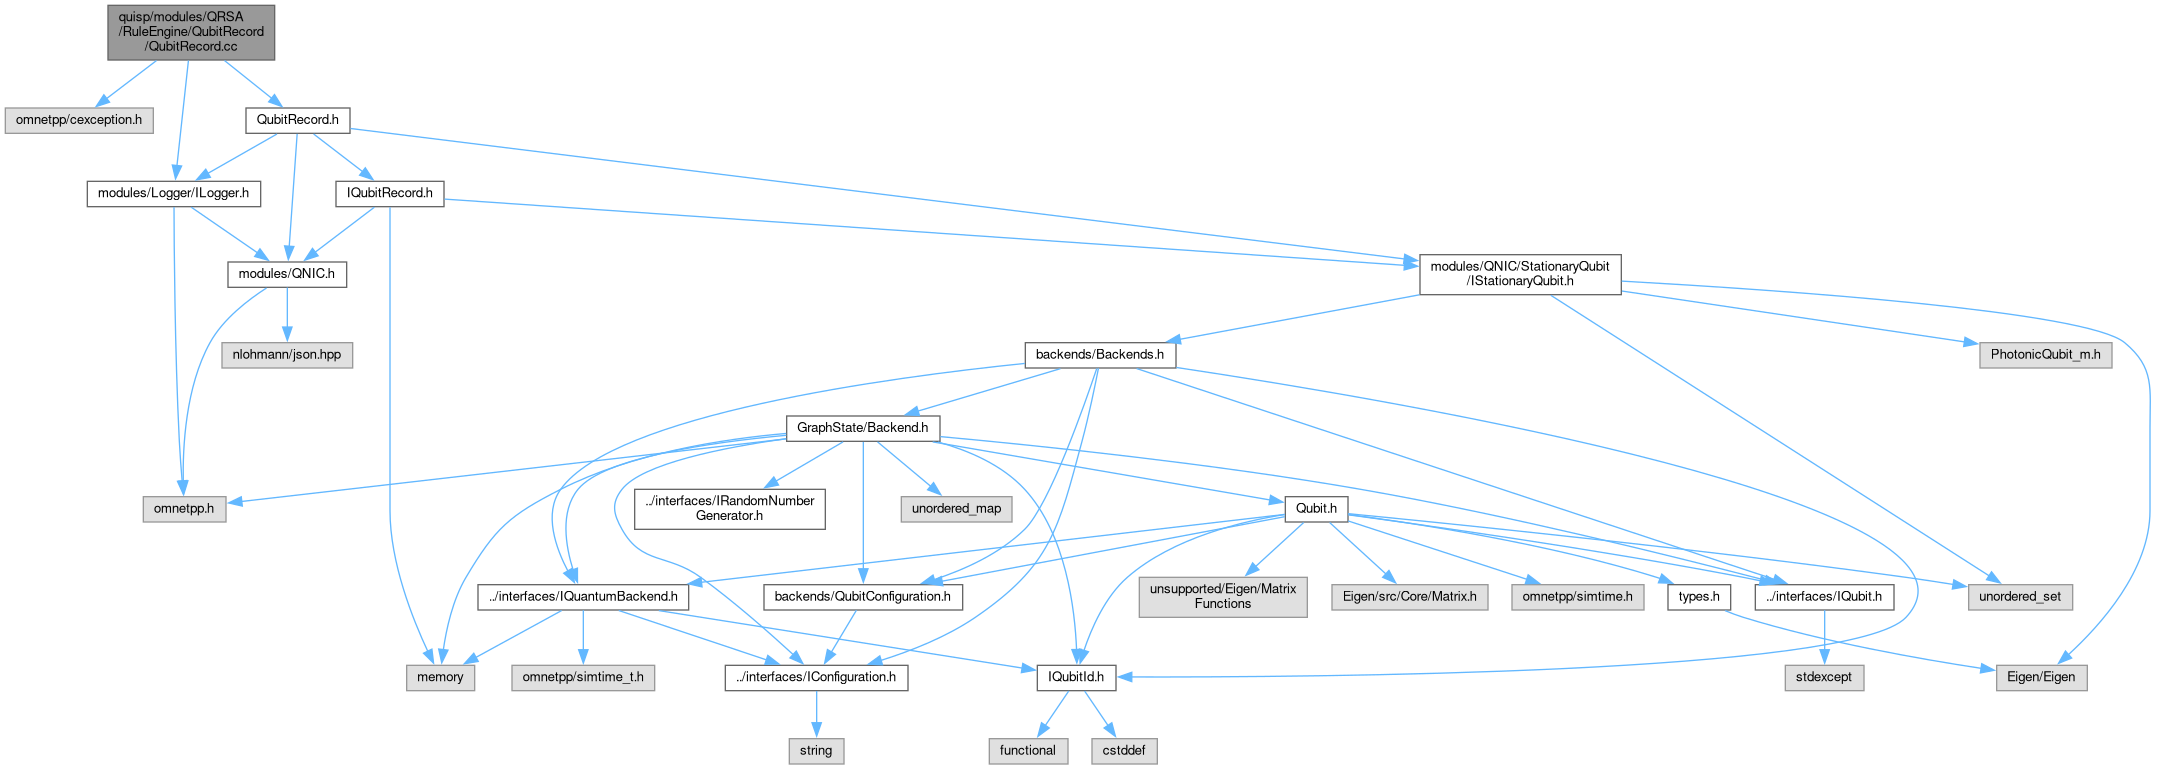 quisp/modules/QRSA
/RuleEngine/QubitRecord
/QubitRecord.cc
omnetpp/cexception.h
QubitRecord.h
modules/Logger/ILogger.h
IQubitRecord.h
modules/QNIC.h
modules/QNIC/StationaryQubit
/IStationaryQubit.h
nlohmann/json.hpp
backends/Backends.h
PhotonicQubit_m.h
GraphState/Backend.h
omnetpp.h
../interfaces/IRandomNumber
Generator.h
unordered_map
Qubit.h
../interfaces/IQuantumBackend.h
backends/QubitConfiguration.h
unsupported/Eigen/Matrix
Functions
Eigen/src/Core/Matrix.h
omnetpp/simtime.h
types.h
../interfaces/IQubit.h
unordered_set
memory
omnetpp/simtime_t.h
../interfaces/IConfiguration.h
IQubitId.h
stdexcept
Eigen/Eigen
string
functional
cstddef